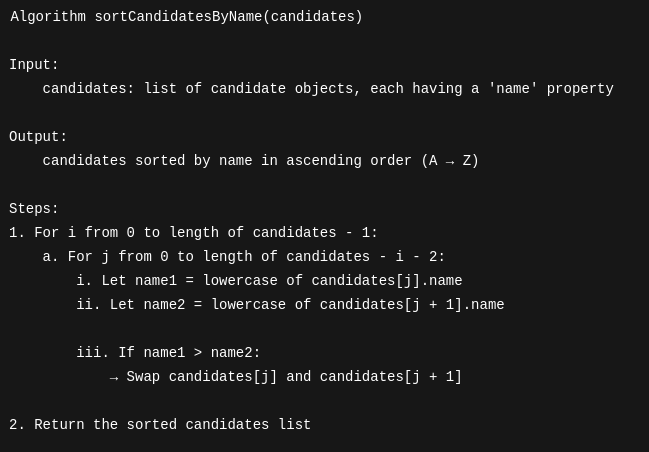 Algorithm sortCandidatesByName(candidates)
Input:
candidates: list of candidate objects, each having a 'name' property
Output:
candidates sorted by name in ascending order (A → Z)
Steps:
1. For i from 0 to length of candidates - 1:
a. For j from 0 to length of candidates - i - 2:
i. Let name1 = lowercase of candidates[j].name
ii. Let name2 = lowercase of candidates[j + 1].name
iii. If name1 > name2:
→ Swap candidates[j] and candidates[j + 1]
2. Return the sorted candidates list